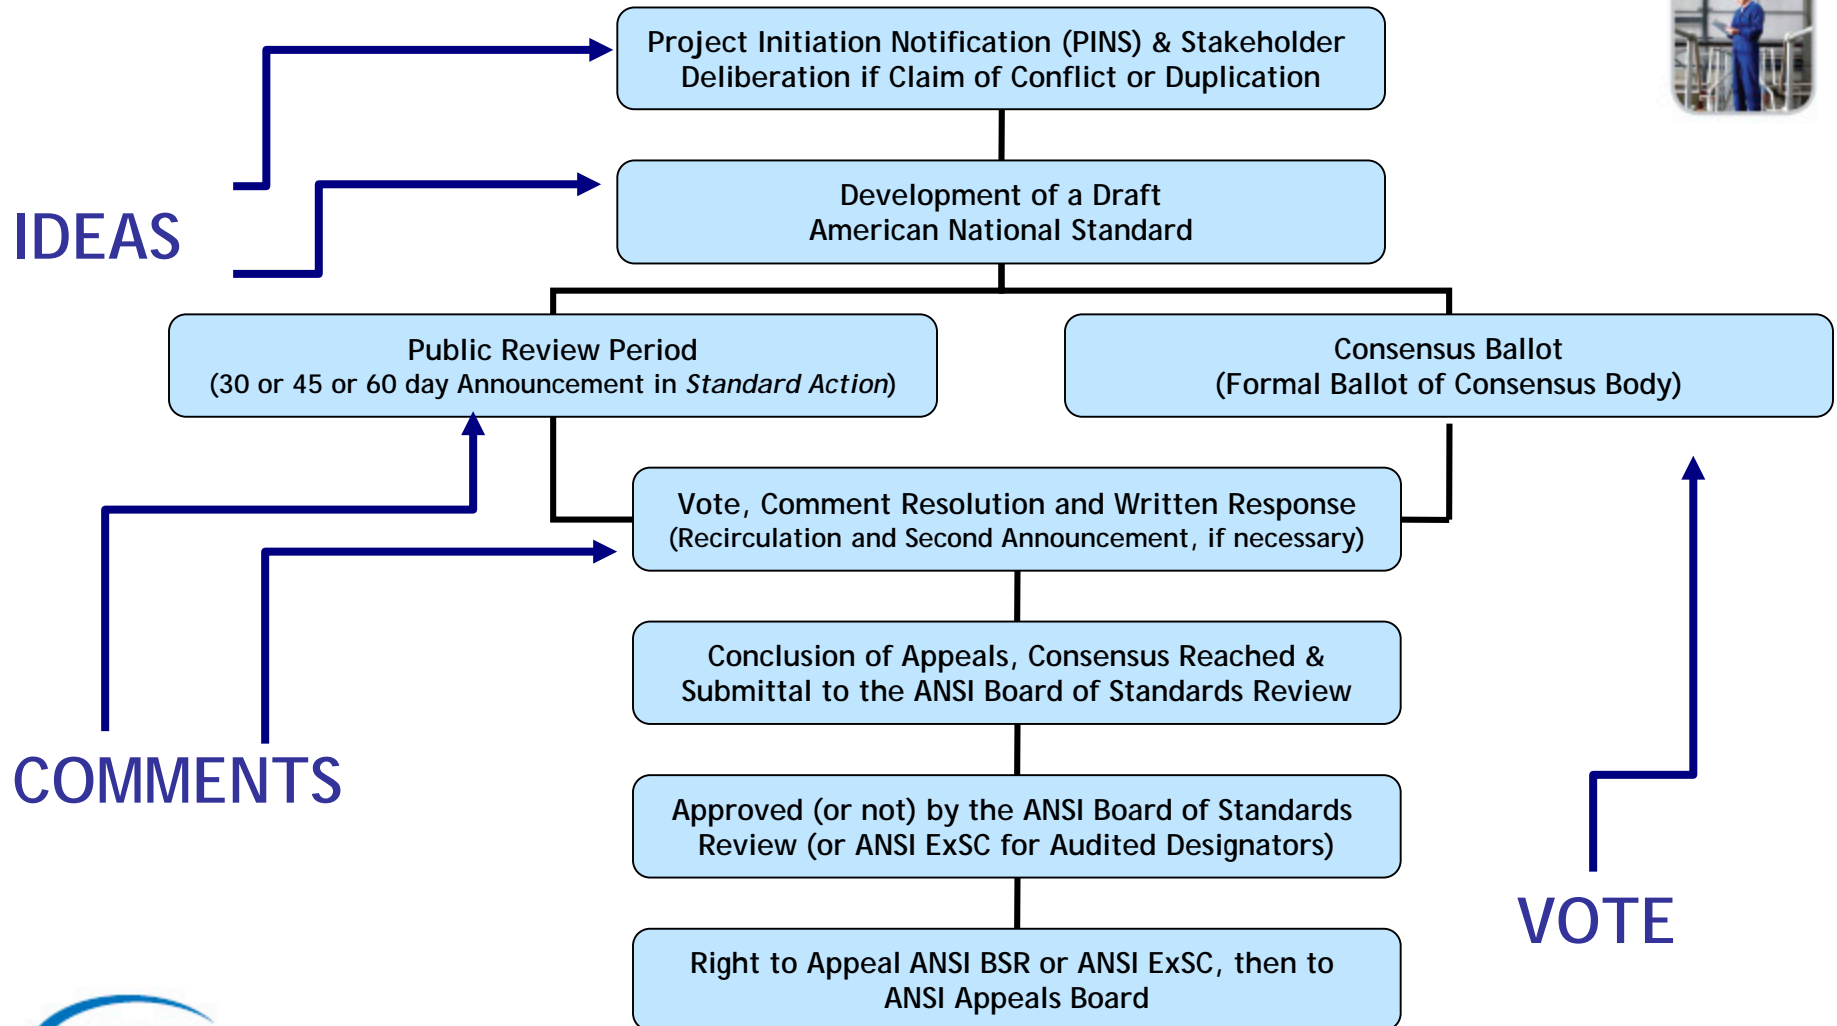 Project Initiation Notification (PINS) & Stakeholder
Deliberation if Claim of Conflict or Duplication
IDEAS
Development of a Draft
American National Standard
Public Review Period
(30 or 45 or 60 day Announcement in Standard Action)
Consensus Ballot
(Formal Ballot of Consensus Body)
Vote, Comment Resolution and Written Response
(Recirculation and Second Announcement, if necessary)
Conclusion of Appeals, Consensus Reached &
Submittal to the ANSI Board of Standards Review
COMMENTS
Approved (or not) by the ANSI Board of Standards
Review (or ANSI ExSC for Audited Designators)
VOTE
Right to Appeal ANSI BSR or ANSI ExSC, then to
ANSI Appeals Board